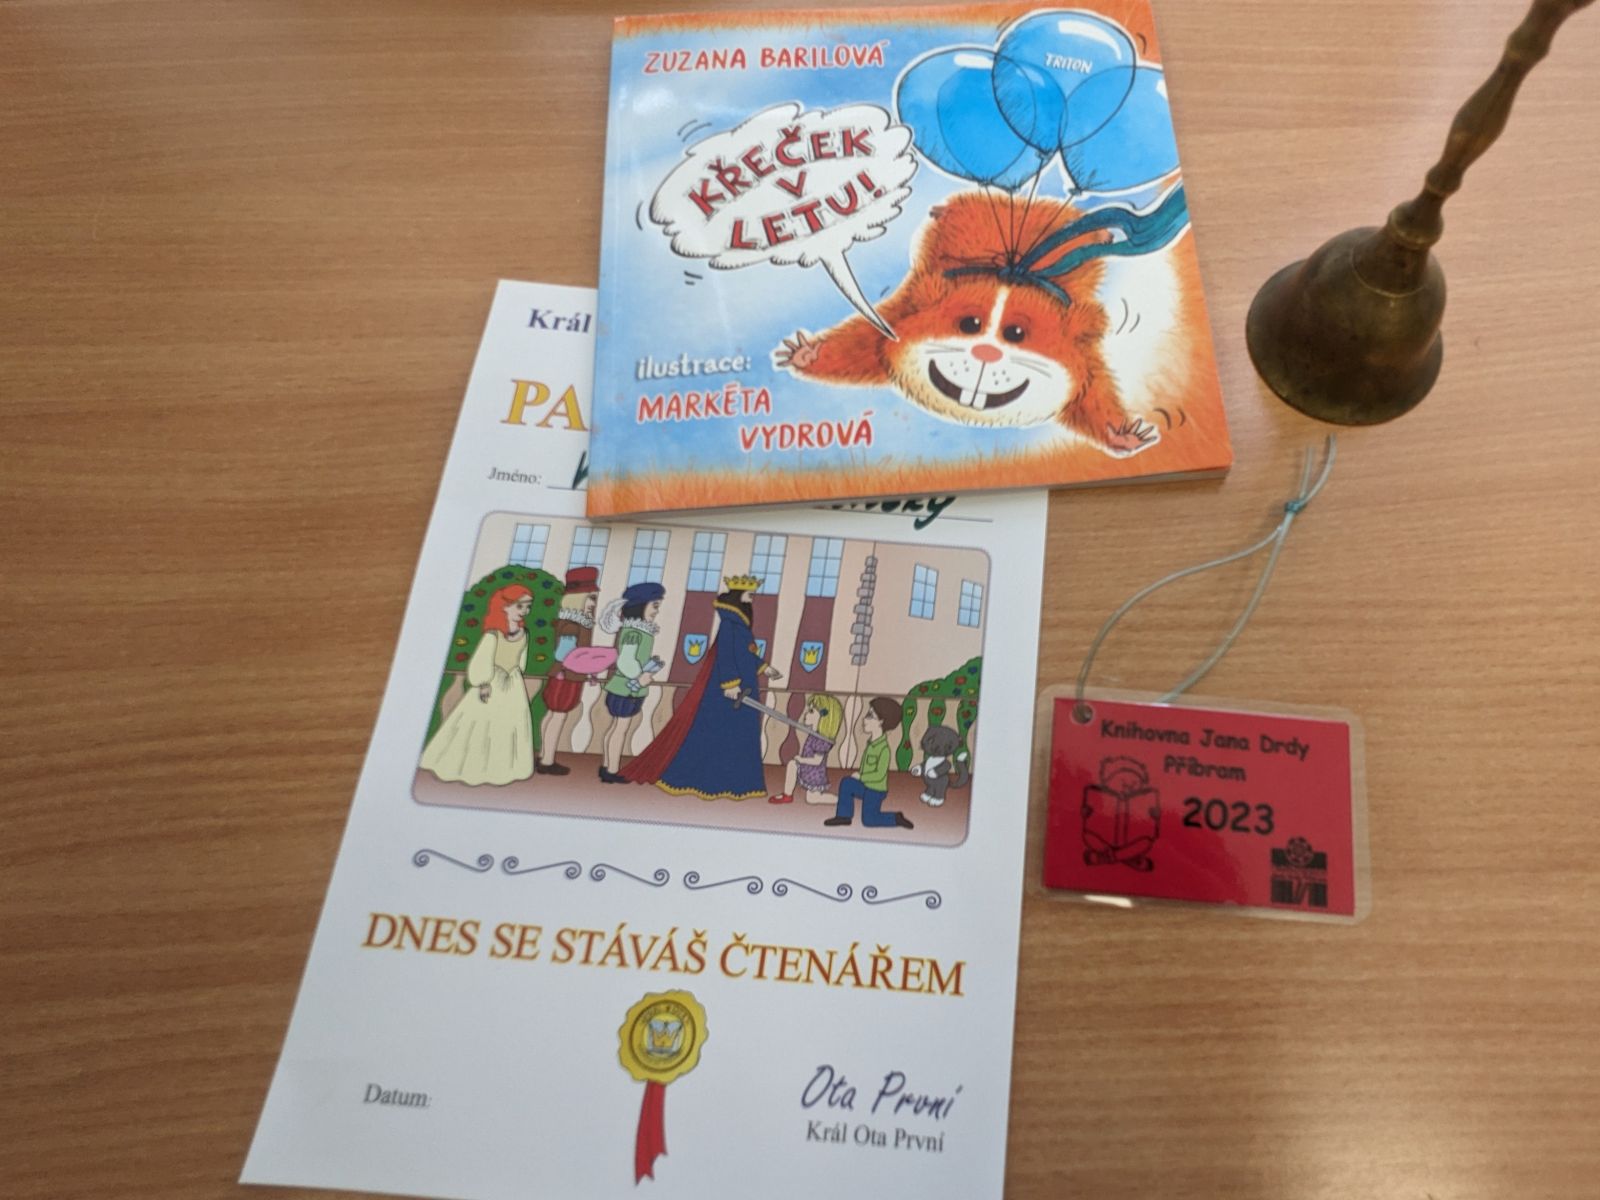 ZUZANA BARILOVÁ
TRITON
KŘEČEK
V
LETU!
ilustrace:
MARKÉTA
VYDROVÁ
Král
PA
Jméno:
DNES SE STÁVÁŠ ČTENÁŘEM
Datum:
Ota První
Král Ota První
Knihovna Jana Drdy
Příbram
2023